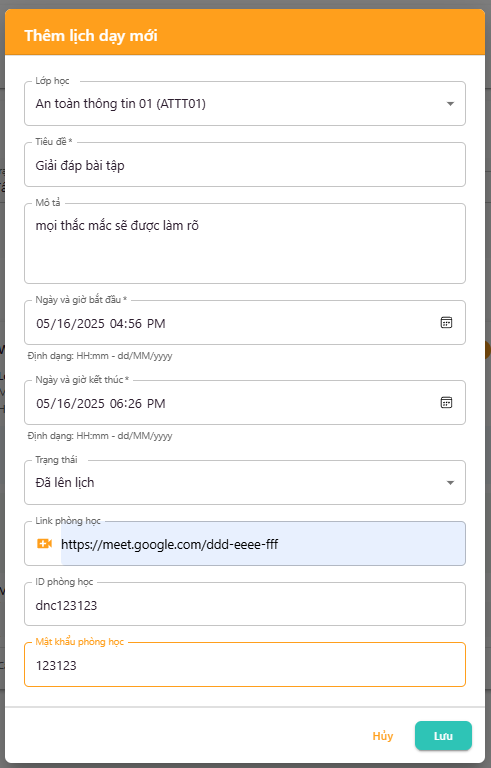 Thêm lịch dạy mới
Lớp học
An toàn thông tin 01 (ATTT01)
Tiêu đề *
Giải đáp bài tập
Mô tả
mọi thắc mắc sẽ được làm rõ
Ngày và giờ bắt đầu *
05/16/2025 04:56 PM
Định dạng: HH:mm - dd/MM/yyyy
Ngày và giờ kết thúc *
05/16/2025 06:26 PM
Định dạng: HH:mm - dd/MM/yyyy
Trạng thái
Đã lên lịch
Link phòng học
https://meet.google.com/ddd-eeee-fff
ID phòng học
dnc123123
Mật khẩu phòng học
123123
Hủy
Lưu